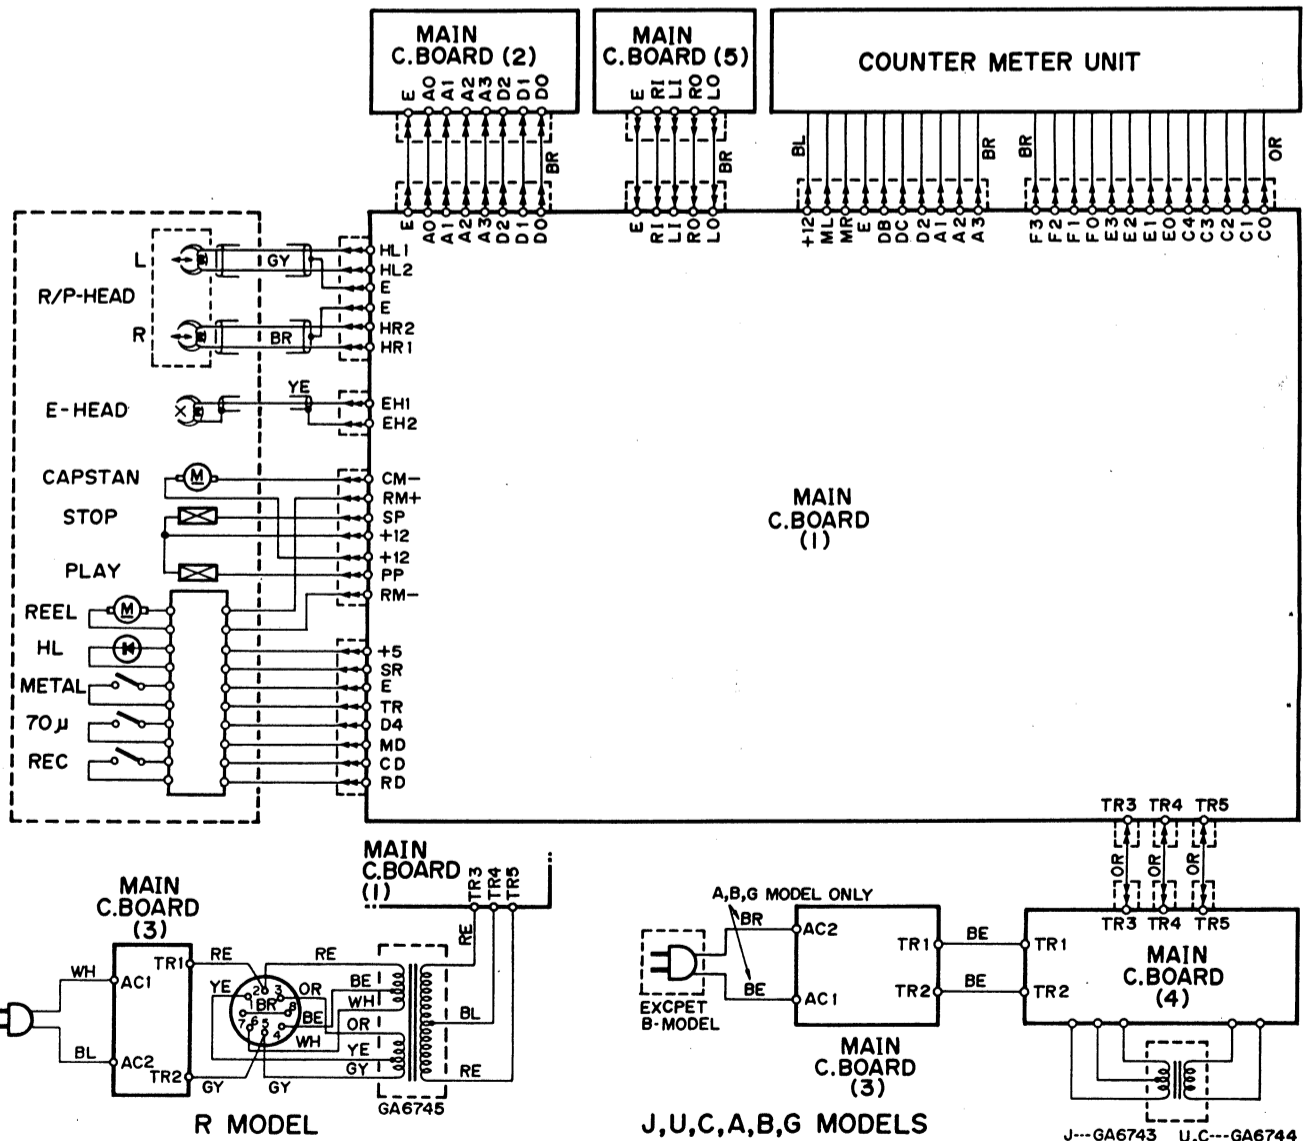 MAIN
C.BOARD (2)
E A0 A1 A2 A3 D2 D1 D0
BR
E A0 A1 A2 A3 D2 D1 D0
MAIN
C.BOARD (5)
E RI LI RO LO
BR
E RI LI RO LO
COUNTER METER UNIT
BL
BR
BR
OR
+12 ML MR E DB DC D2 A1 A2 A3
F3 F2 F1 F0 E3 E2 E1 E0 C4 C3 C2 C1 C0
R/P-HEAD
L
GY
R
BR
HL1
HL2
E
E
HR2
HR1
E-HEAD
YE
EH1
EH2
CAPSTAN
M
STOP
PLAY
CM-
RM+
SP
+12
+12
PP
RM-
REEL
M
HL
METAL
70μ
REC
+5
SR
E
TR
D4
MD
CD
RD
MAIN
C.BOARD
(1)
TR3 TR4 TR5
OR OR OR
TR3 TR4 TR5
MAIN
C.BOARD
(4)
TR1
TR2
MAIN
C.BOARD
(1)
TR3 TR4 TR5
MAIN
C.BOARD
(3)
WH
AC1
BL
AC2
TR1
TR2
RE
YE
GY
2 3
BR
8
7 6 5 4
RE
OR
BE
WH
BE
OR
WH
YE
GY
RE
BL
RE
GA6745
R MODEL
A,B,G MODEL ONLY
BR
BE
EXCPET
B-MODEL
AC2
AC1
TR1
TR2
BE
BE
MAIN
C.BOARD
(3)
J,U,C,A,B,G MODELS
J---GA6743 U,C---GA6744